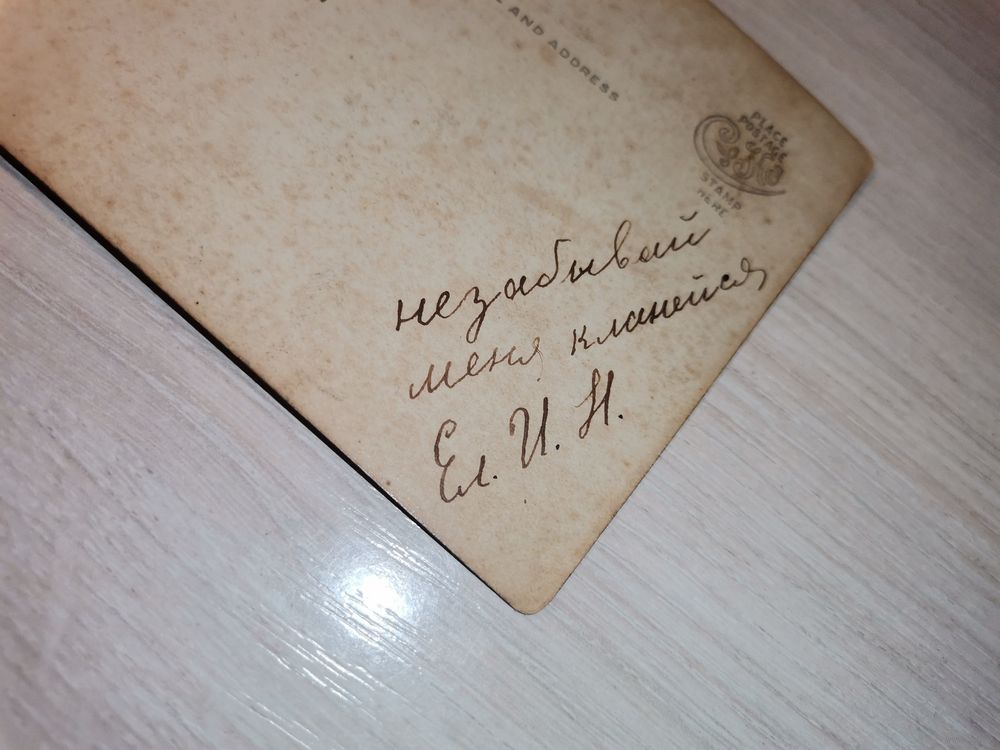 AND ADDRESS
PLACE
POSTAGE
STAMP
HERE
незабывай
меня кланейся
Ел. И. Н.